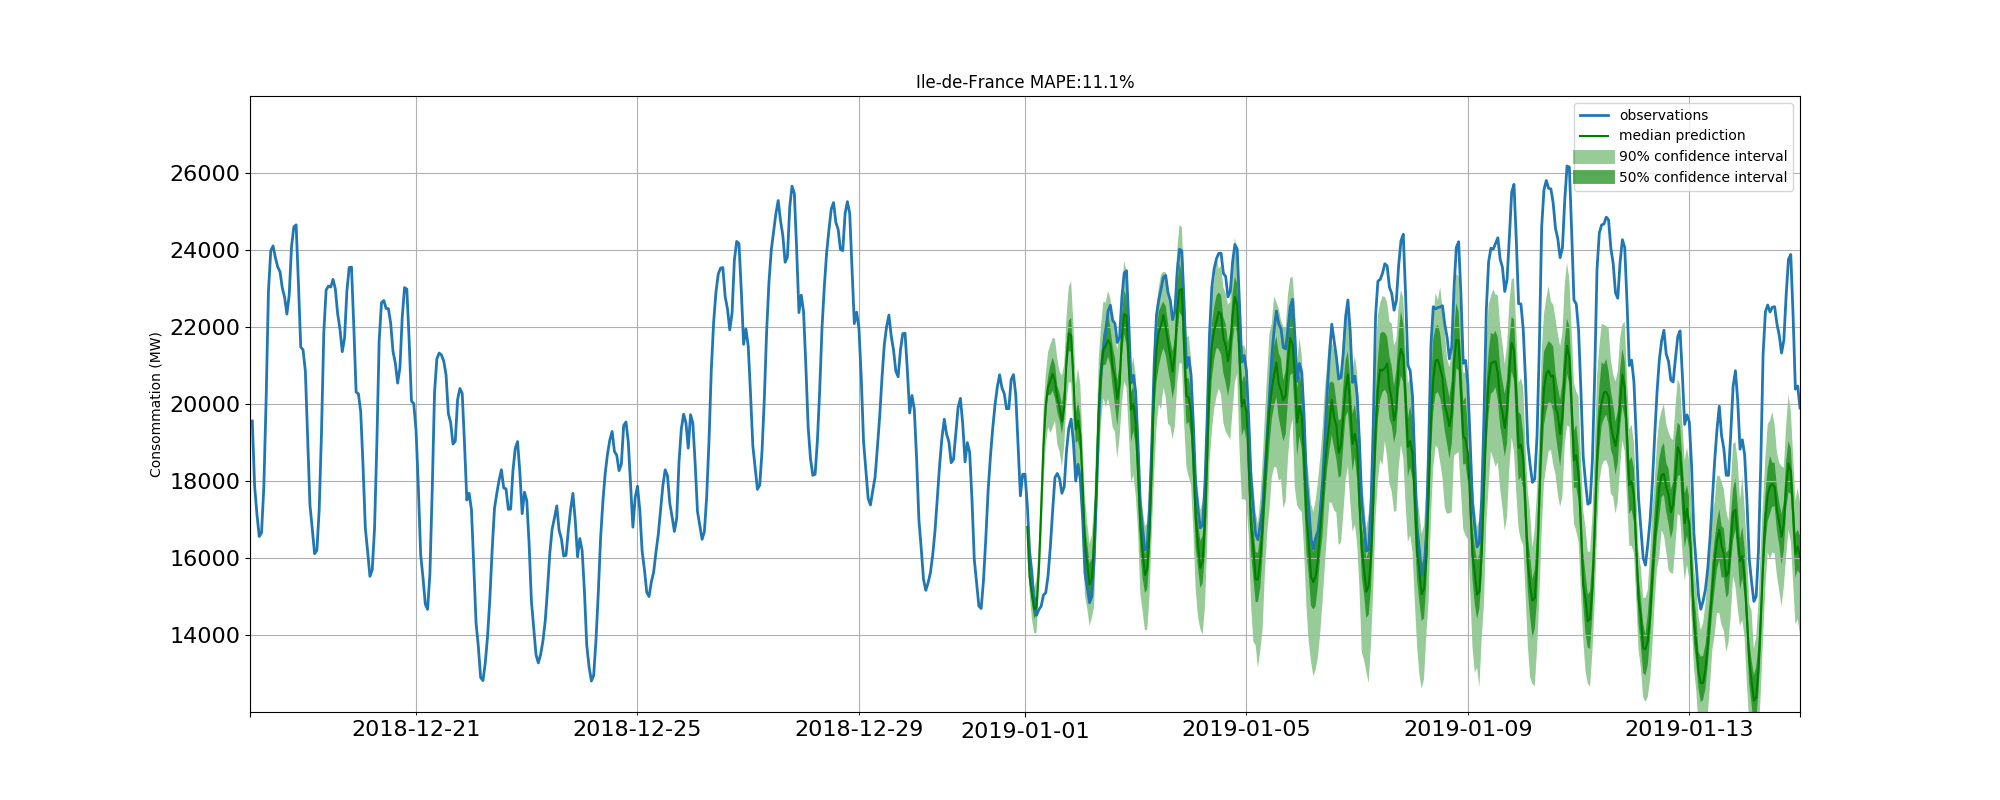 Ile-de-France MAPE:11.1%
observations
median prediction
90% confidence interval
50% confidence interval
Consommation (MW)
26000
24000
22000
20000
18000
16000
14000
2018-12-21 2018-12-25 2018-12-29 2019-01-01 2019-01-05 2019-01-09 2019-01-13